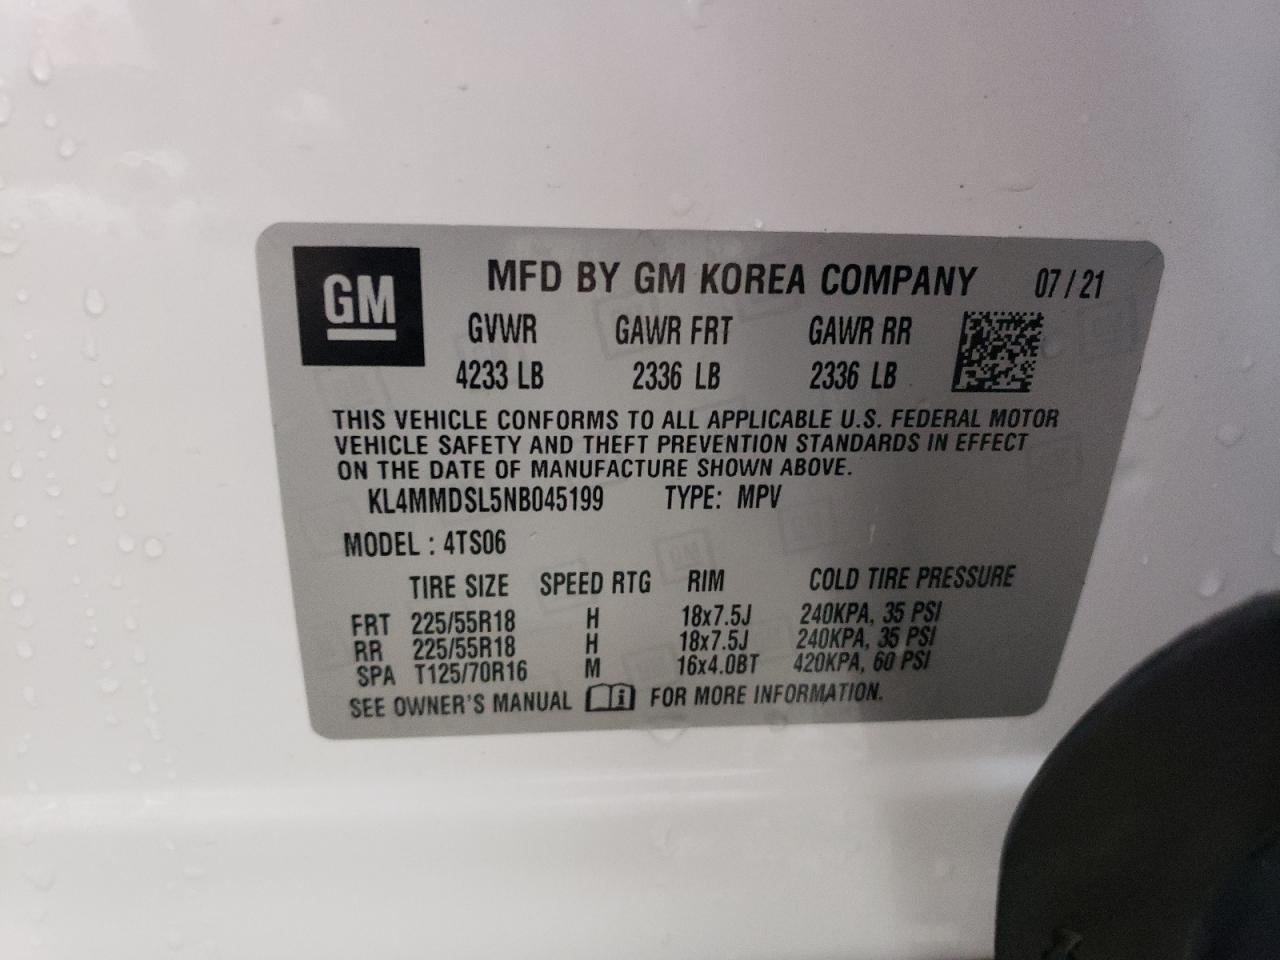 GM
MFD BY GM KOREA COMPANY 07/21
GVWR GAWR FRT GAWR RR
4233 LB 2336 LB 2336 LB
THIS VEHICLE CONFORMS TO ALL APPLICABLE U.S. FEDERAL MOTOR
VEHICLE SAFETY AND THEFT PREVENTION STANDARDS IN EFFECT
ON THE DATE OF MANUFACTURE SHOWN ABOVE.
KL4MMDSL5NB045199 TYPE: MPV
MODEL : 4TS06
TIRE SIZE SPEED RTG RIM COLD TIRE PRESSURE
FRT 225/55R18 H 18x7.5J 240KPA, 35 PSI
RR 225/55R18 H 18x7.5J 240KPA, 35 PSI
SPA T125/70R16 M 16x4.0BT 420KPA, 60 PSI
SEE OWNER'S MANUAL FOR MORE INFORMATION.